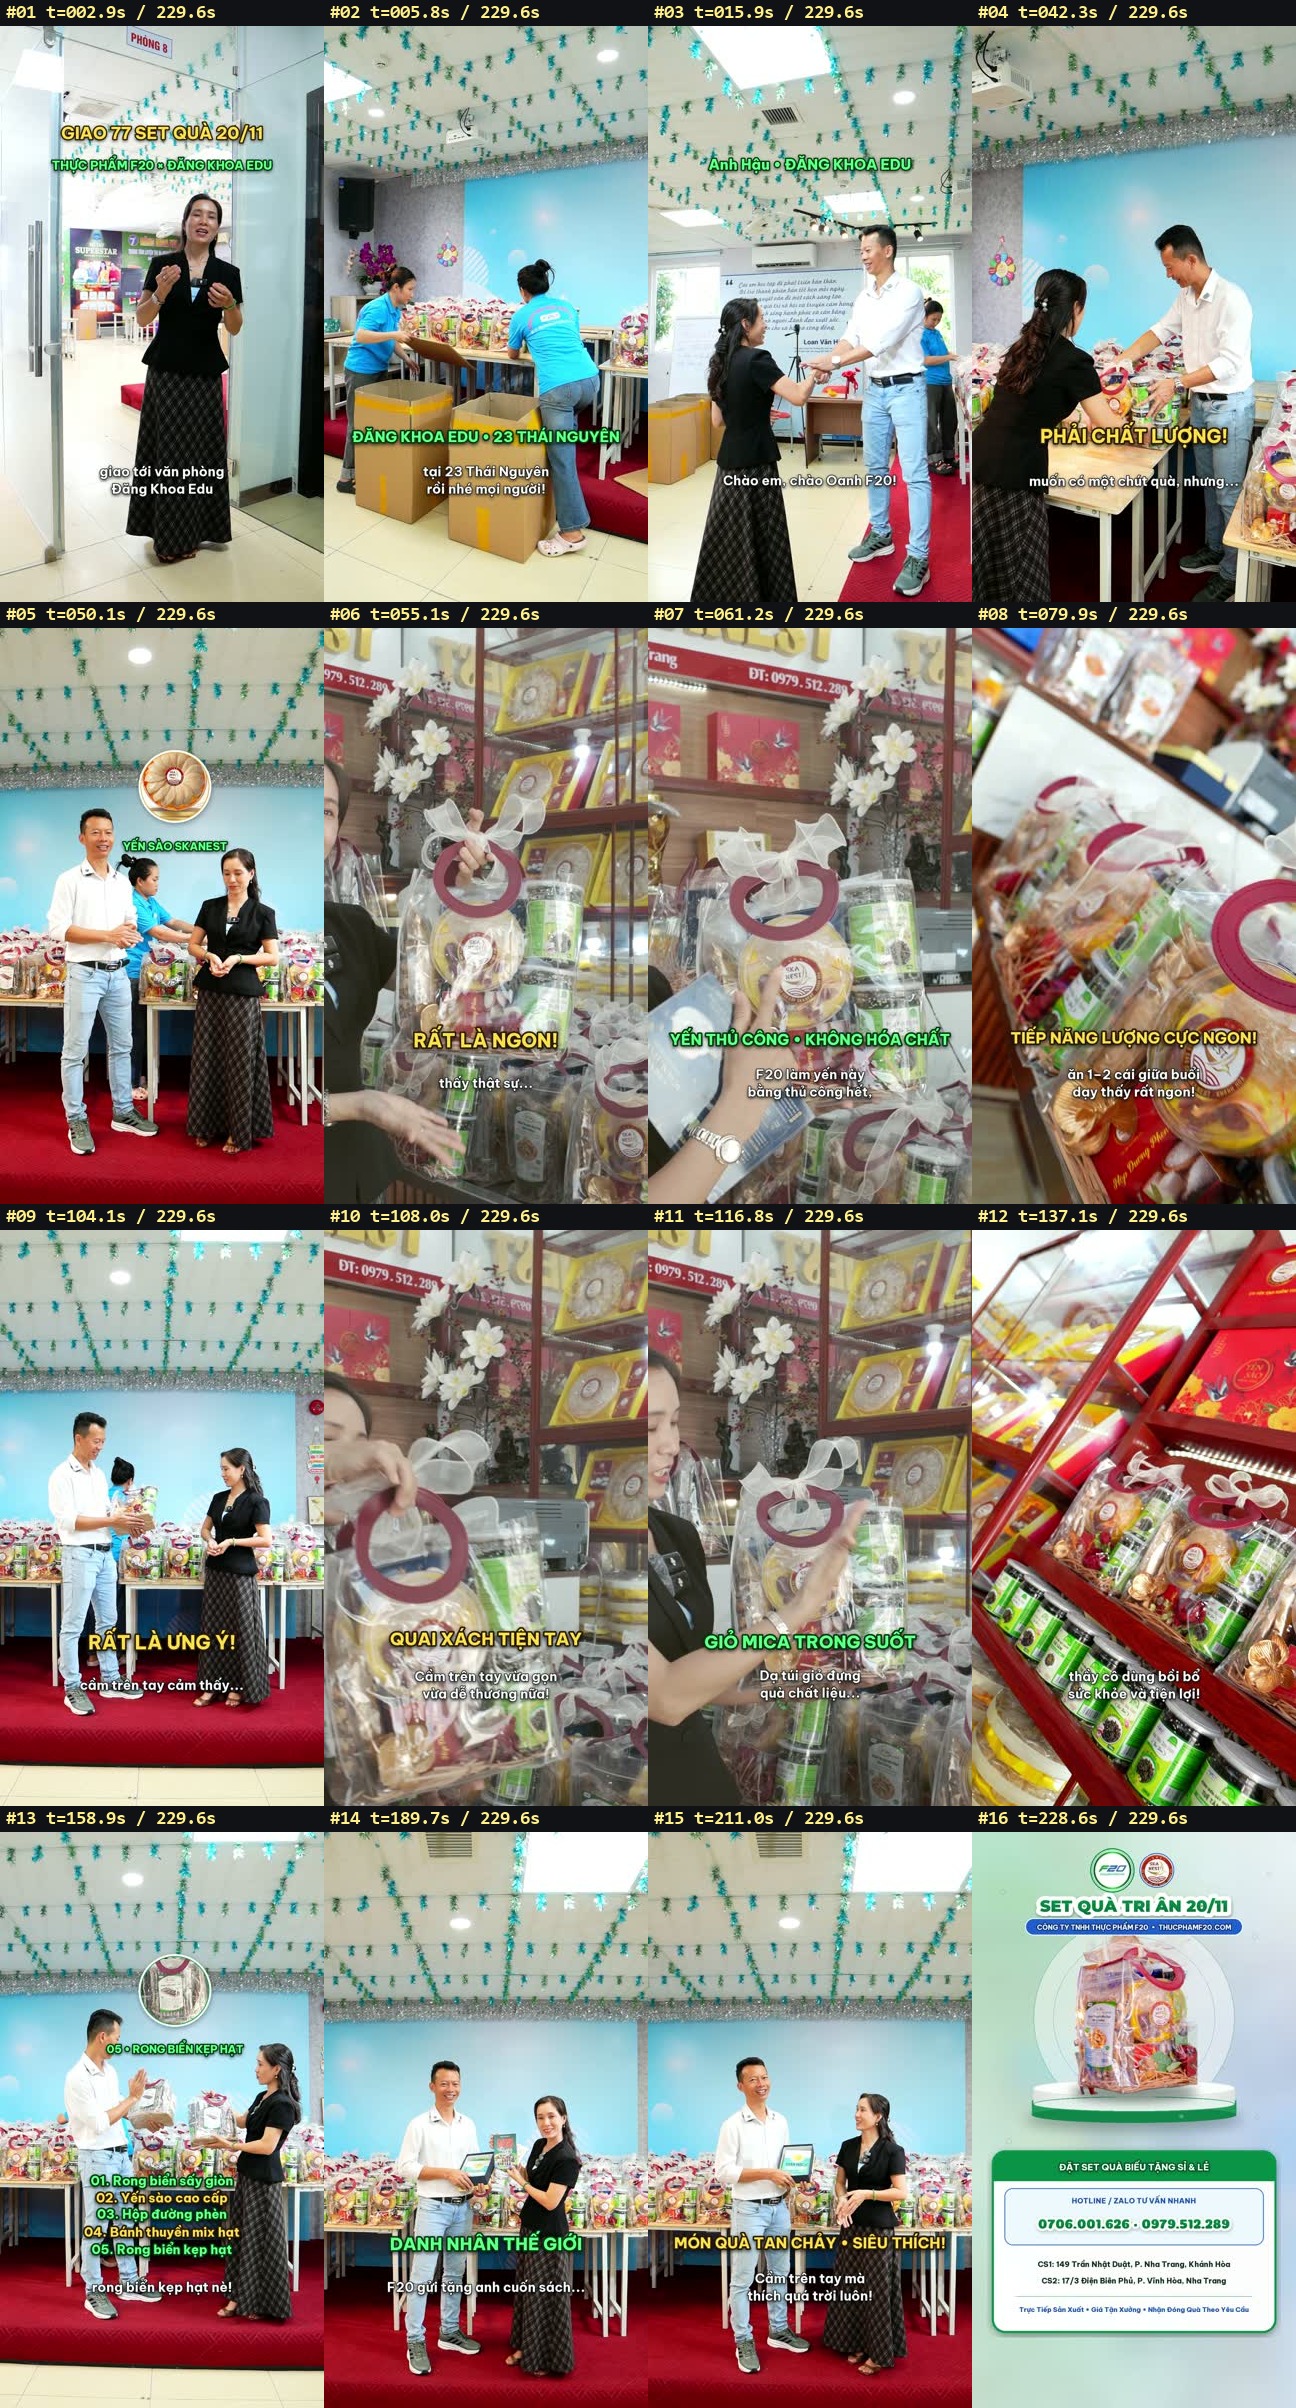 #01 t=002.9s / 229.6s
PHÒNG 8
GIAO 77 SET QUÀ 20/11
THỰC PHẨM F20 × ĐĂNG KHOA EDU
SUPERSTAR
giao tới văn phòng
Đăng Khoa Edu
#02 t=005.8s / 229.6s
ĐĂNG KHOA EDU • 23 THÁI NGUYÊN
tại 23 Thái Nguyên
rồi nhé mọi người!
#03 t=015.9s / 229.6s
Anh Hậu • ĐĂNG KHOA EDU
Loan Văn H
Chào em, chào Oanh F20!
#04 t=042.3s / 229.6s
PHẢI CHẤT LƯỢNG!
muốn có một chút quà, nhưng...
#05 t=050.1s / 229.6s
YẾN SÀO SKANEST
#06 t=055.1s / 229.6s
979.512.289
RẤT LÀ NGON!
thấy thật sự...
#07 t=061.2s / 229.6s
rang
ĐT: 0979.512.289
SKA
NEST
YẾN THỦ CÔNG • KHÔNG HÓA CHẤT
F20 làm yến này
bằng thủ công hết,
#08 t=079.9s / 229.6s
TIẾP NĂNG LƯỢNG CỰC NGON!
ăn 1–2 cái giữa buổi
dạy thấy rất ngon!
Hộp Đường Phèn
#09 t=104.1s / 229.6s
RẤT LÀ ƯNG Ý!
cầm trên tay cảm thấy...
#10 t=108.0s / 229.6s
ĐT: 0979.512.289
QUAI XÁCH TIỆN TAY
Cầm trên tay vừa gọn
vừa dễ thương nữa!
#11 t=116.8s / 229.6s
: 0979.512.289
GIỎ MICA TRONG SUỐT
Dạ túi giỏ đựng
quà chất liệu...
#12 t=137.1s / 229.6s
YẾN
SÀO
thầy cô dùng bồi bổ
sức khỏe và tiện lợi!
#13 t=158.9s / 229.6s
05 • RONG BIỂN KẸP HẠT
01. Rong biển sấy giòn
02. Yến sào cao cấp
03. Hộp đường phèn
04. Bánh thuyền mix hạt
05. Rong biển kẹp hạt
rong biển kẹp hạt nè!
#14 t=189.7s / 229.6s
DANH NHÂN THẾ GIỚI
F20 gửi tặng anh cuốn sách...
#15 t=211.0s / 229.6s
MÓN QUÀ TAN CHẢY • SIÊU THÍCH!
Cầm trên tay mà
thích quá trời luôn!
#16 t=228.6s / 229.6s
F20
SKA
NEST
SET QUÀ TRI ÂN 20/11
CÔNG TY TNHH THỰC PHẨM F20 • THUCPHAMF20.COM
ĐẶT SET QUÀ BIẾU TẶNG SỈ & LẺ
HOTLINE / ZALO TƯ VẤN NHANH
0706.001.626 - 0979.512.289
CS1: 149 Trần Nhật Duật, P. Nha Trang, Khánh Hòa
CS2: 17/3 Điện Biên Phủ, P. Vĩnh Hòa, Nha Trang
Trực Tiếp Sản Xuất • Giá Tận Xưởng • Nhận Đóng Quà Theo Yêu Cầu